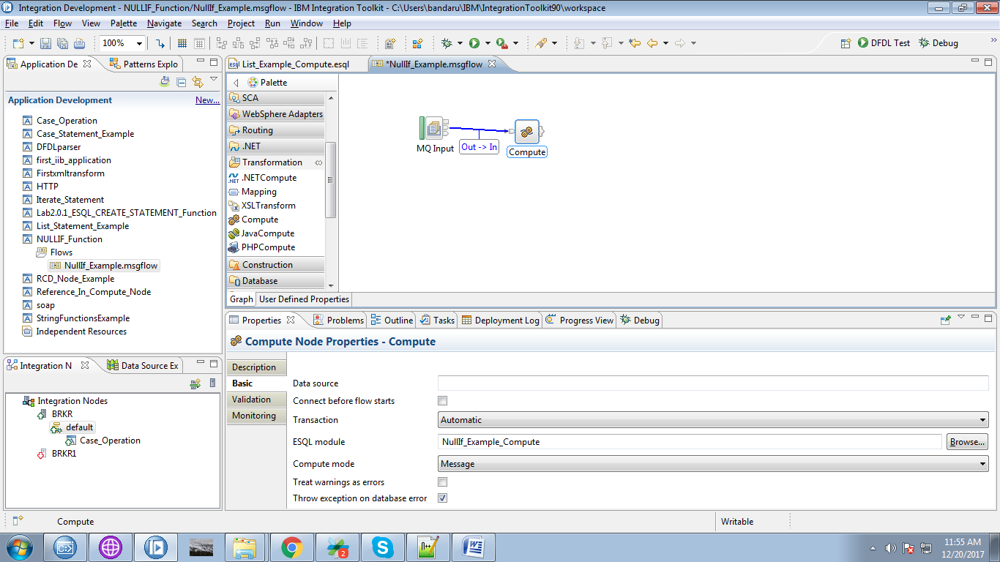 Integration Development - NULLIF_Function/NullIf_Example.msgflow - IBM Integration Toolkit - C:\Users\bandaru\IBM\IntegrationToolkit90\workspace
File Edit Flow View Palette Navigate Search Project Run Window Help
100% DFDL Test Debug
Application De Patterns Explo
Application Development New...
Case_Operation
Case_Statement_Example
DFDLparser
first_iib_application
Firstxmltransform
HTTP
Iterate_Statement
Lab2.0.1_ESQL_CREATE_STATEMENT_Function
List_Statement_Example
NULLIF_Function
Flows
NullIf_Example.msgflow
RCD_Node_Example
Reference_In_Compute_Node
soap
StringFunctionsExample
Independent Resources
Integration N Data Source Ex
Integration Nodes
BRKR
default
Case_Operation
BRKR1
List_Example_Compute.esql *NullIf_Example.msgflow
Palette
SCA
WebSphere Adapters
Routing
.NET
Transformation
.NETCompute
Mapping
XSLTransform
Compute
JavaCompute
PHPCompute
Construction
Database
MQ Input Out -> In Compute
Graph User Defined Properties
Properties Problems Outline Tasks Deployment Log Progress View Debug
Compute Node Properties - Compute
Description
Basic
Validation
Monitoring
Data source
Connect before flow starts
Transaction Automatic
ESQL module NullIf_Example_Compute Browse...
Compute mode Message
Treat warnings as errors
Throw exception on database error
Compute Writable
2
11:55 AM
12/20/2017